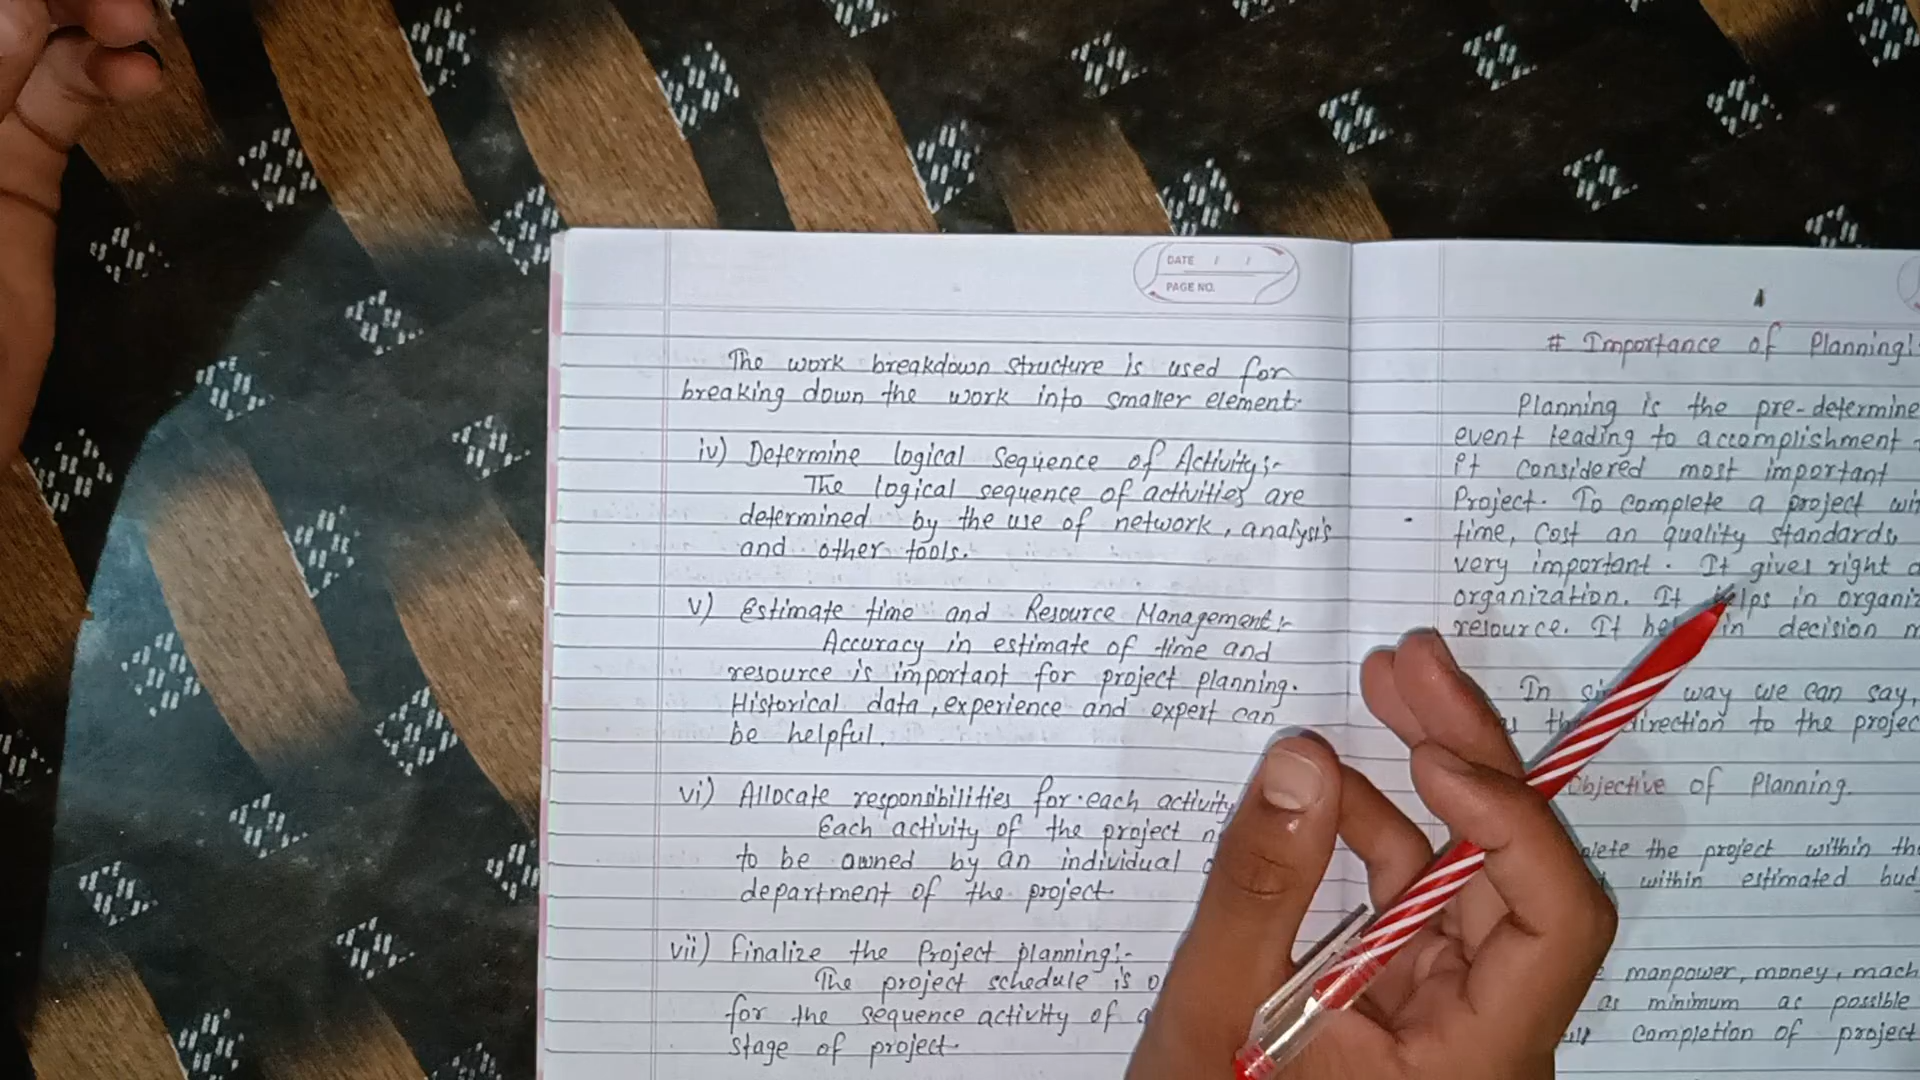 DATE / /
PAGE NO.
The work breakdown structure is used for
breaking down the work into smaller element.
iv) Determine logical Sequence of Activity:-
The logical sequence of activities are
determined by the use of network, analysis
and other tools.
v) Estimate time and Resource Management:-
Accuracy in estimate of time and
resource is important for project planning.
Historical data, experience and expert can
be helpful.
vi) Allocate responsibilities for each activity
Each activity of the project
to be owned by an individual
department of the project
vii) Finalize the Project planning:-
The project schedule is
for the sequence activity of
stage of project.
# Importance of Planning:
Planning is the pre-determine
event leading to accomplishment
it considered most important
Project. To complete a project
time, cost an quality standards
very important. It gives right
organization. It helps in
resource. It in decision
In way we can say,
direction to the
Objective of Planning.
the project within the
within estimated
manpower, money,
as minimum as possible
completion of project